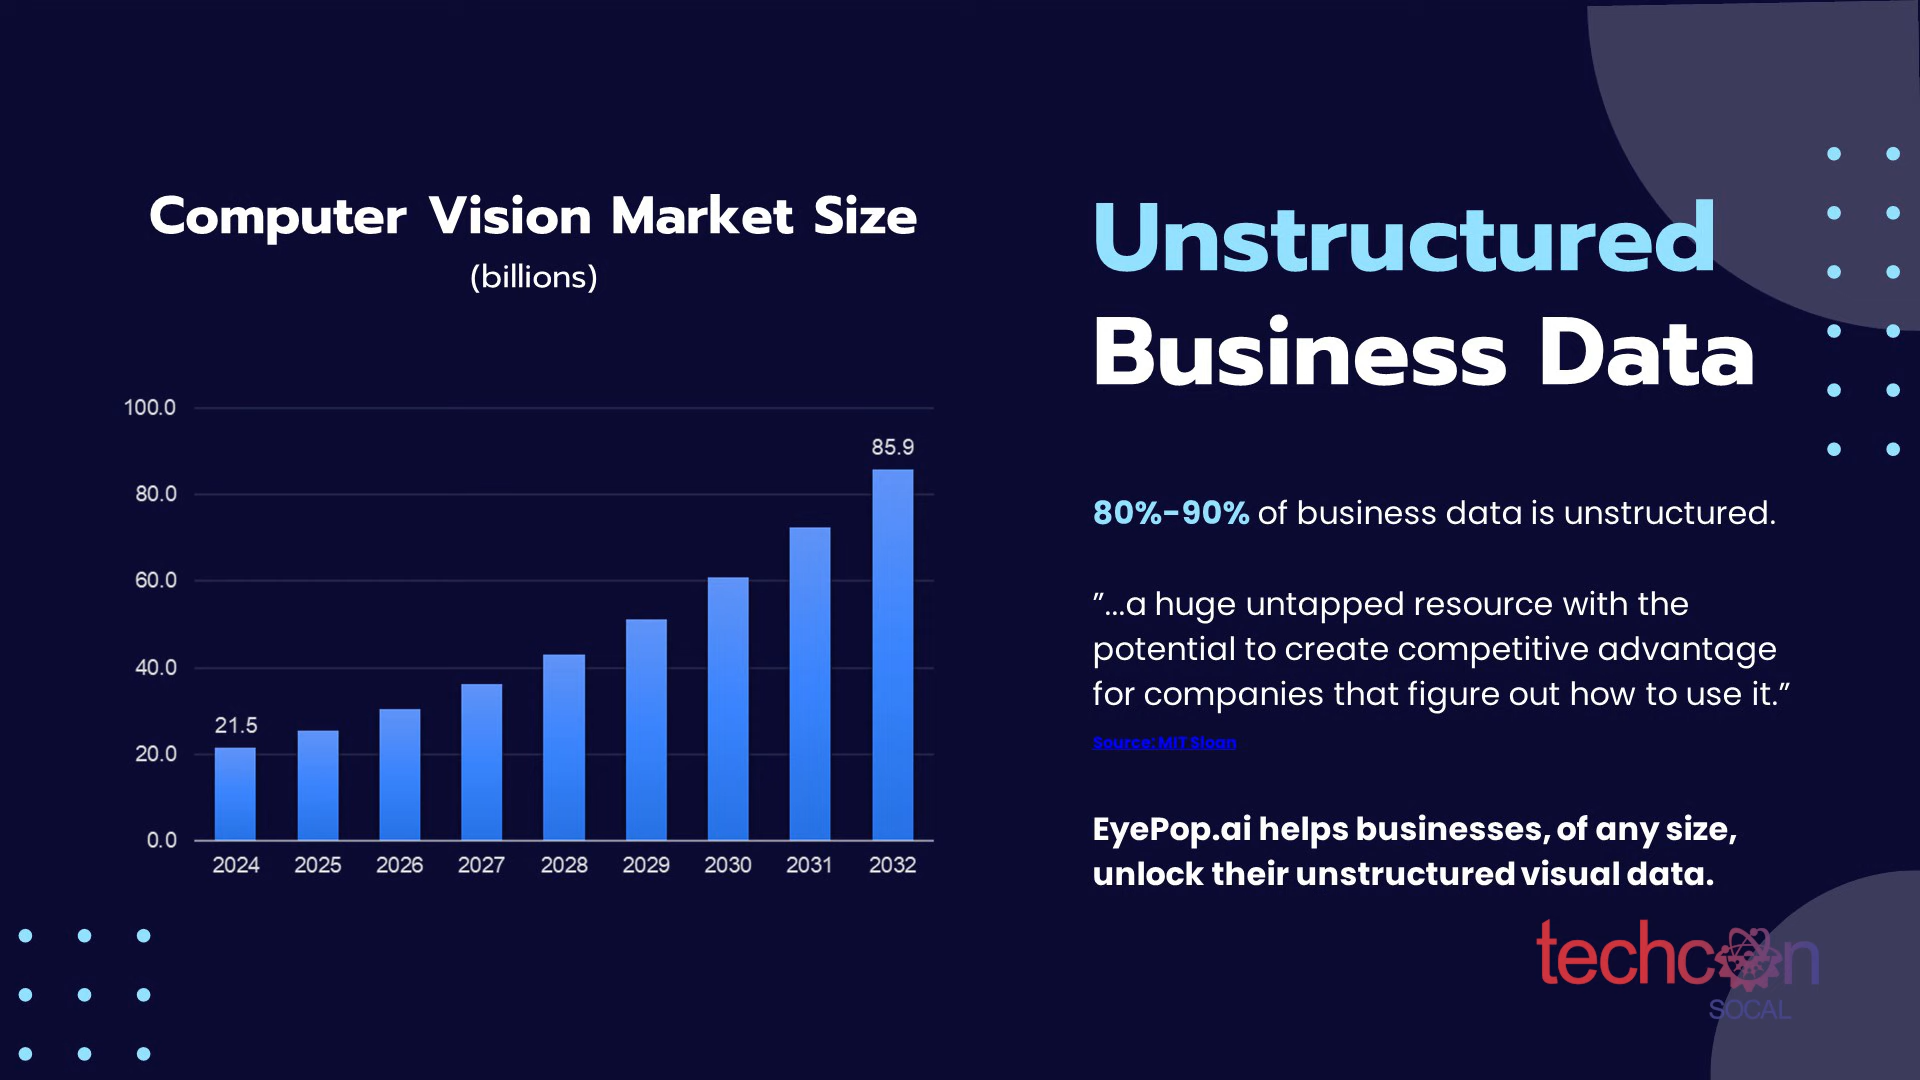 Computer Vision Market Size
(billions)
100.0
80.0
60.0
40.0
20.0
0.0
21.5
85.9
2024 2025 2026 2027 2028 2029 2030 2031 2032
Unstructured
Business Data
80%-90% of business data is unstructured.
”...a huge untapped resource with the
potential to create competitive advantage
for companies that figure out how to use it.”
Source: MIT Sloan
EyePop.ai helps businesses, of any size,
unlock their unstructured visual data.
techcon
SOCAL